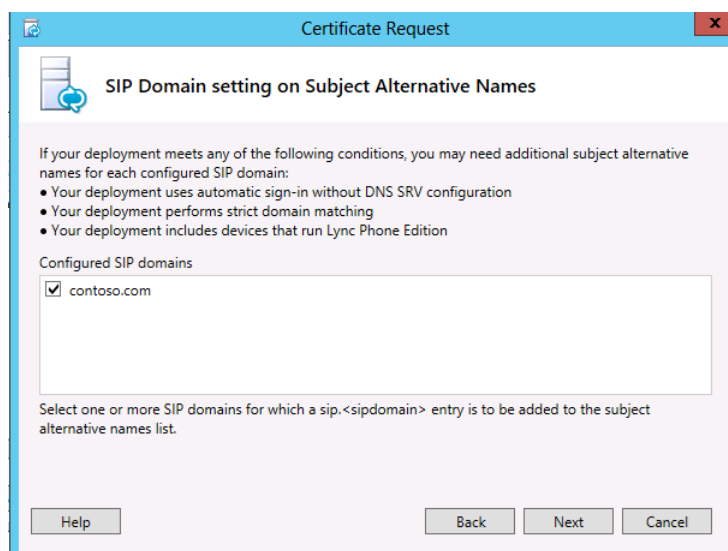 Certificate Request
x
SIP Domain setting on Subject Alternative Names
If your deployment meets any of the following conditions, you may need additional subject alternative
names for each configured SIP domain:
● Your deployment uses automatic sign-in without DNS SRV configuration
● Your deployment performs strict domain matching
● Your deployment includes devices that run Lync Phone Edition
Configured SIP domains
contoso.com
Select one or more SIP domains for which a sip.<sipdomain> entry is to be added to the subject
alternative names list.
Help Back Next Cancel